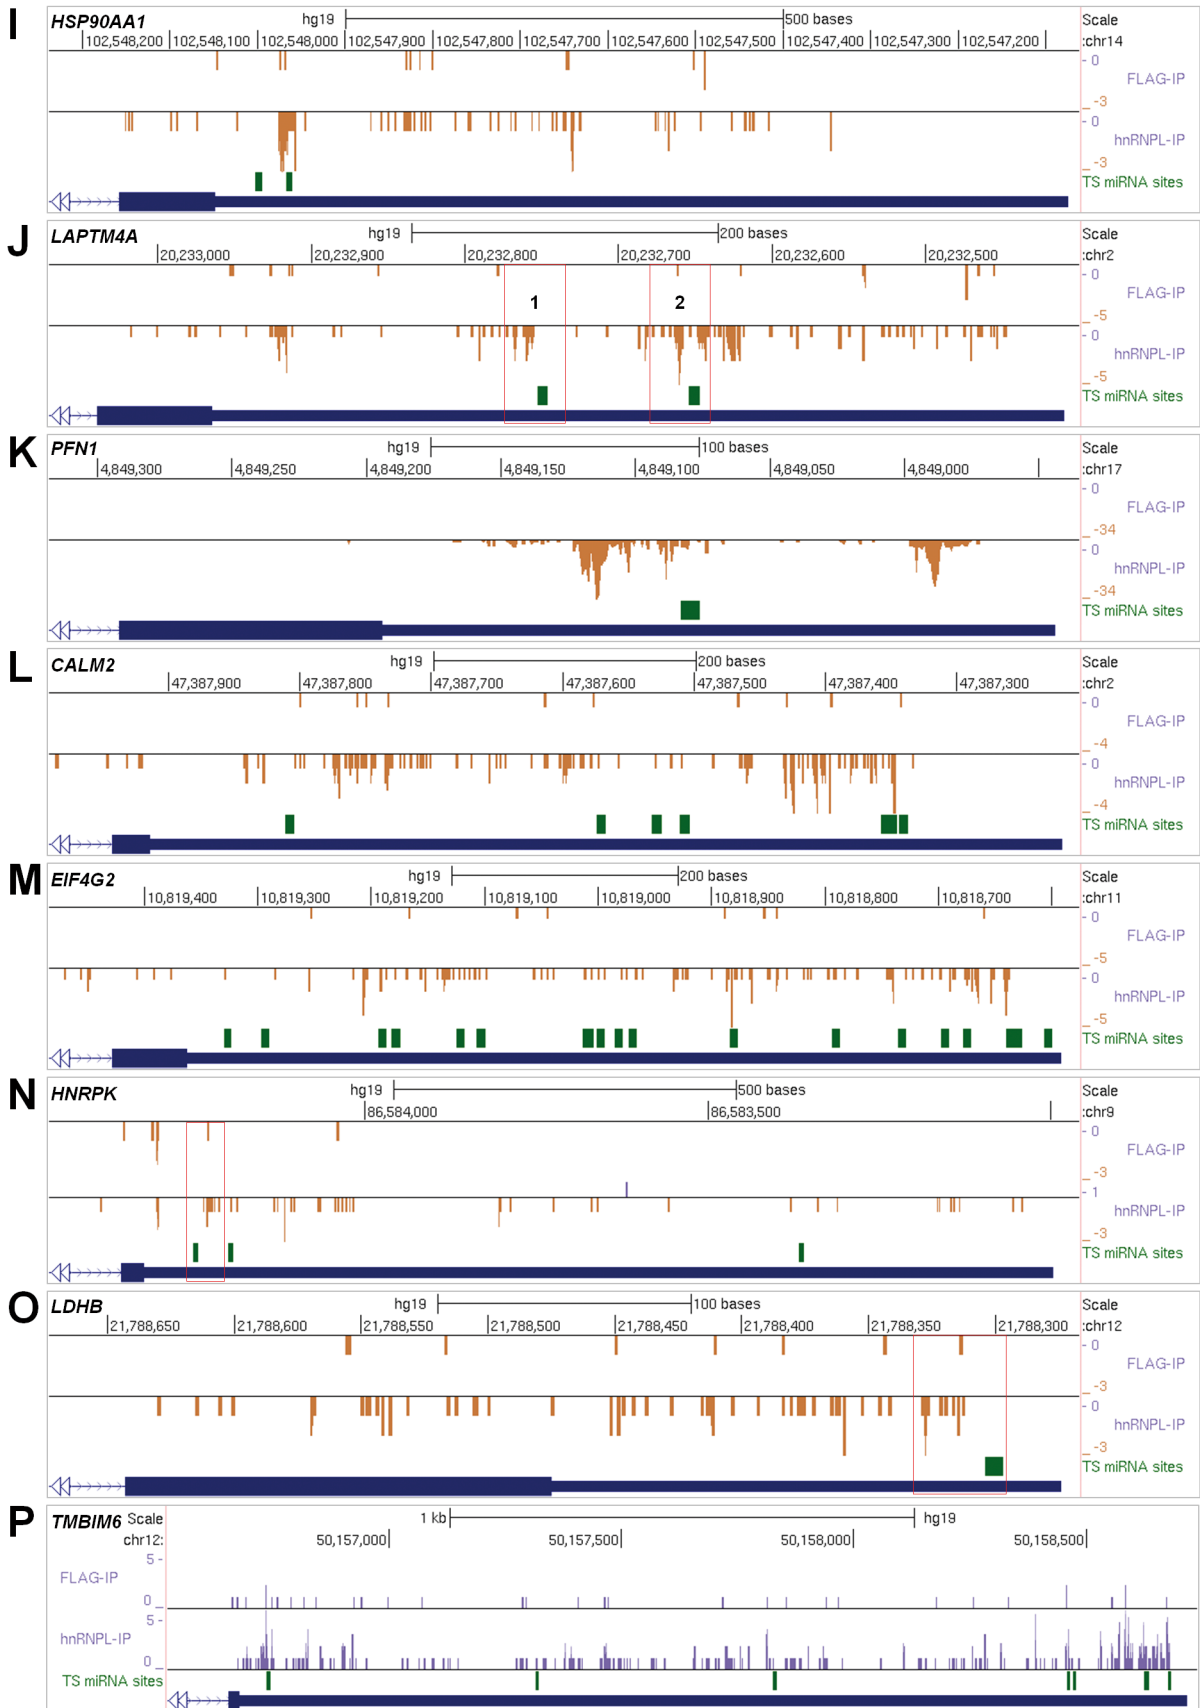 I HSP90AA1 hg19 500 bases Scale
102,548,200 102,548,100 102,548,000 102,547,900 102,547,800 102,547,700 102,547,600 102,547,500 102,547,400 102,547,300 102,547,200 :chr14
- 0
FLAG-IP
-3
- 0
hnRNPL-IP
-3
TS miRNA sites
J LAPTM4A hg19 200 bases Scale
20,233,000 20,232,900 20,232,800 20,232,700 20,232,600 20,232,500 :chr2
- 0
1 2 FLAG-IP
-5
- 0
hnRNPL-IP
-5
TS miRNA sites
K PFN1 hg19 100 bases Scale
4,849,300 4,849,250 4,849,200 4,849,150 4,849,100 4,849,050 4,849,000 :chr17
- 0
FLAG-IP
-34
- 0
hnRNPL-IP
-34
TS miRNA sites
L CALM2 hg19 200 bases Scale
47,387,900 47,387,800 47,387,700 47,387,600 47,387,500 47,387,400 47,387,300 :chr2
- 0
FLAG-IP
-4
- 0
hnRNPL-IP
-4
TS miRNA sites
M EIF4G2 hg19 200 bases Scale
10,819,400 10,819,300 10,819,200 10,819,100 10,819,000 10,818,900 10,818,800 10,818,700 :chr11
- 0
FLAG-IP
-5
- 0
hnRNPL-IP
-5
TS miRNA sites
N HNRPK hg19 500 bases Scale
86,584,000 86,583,500 :chr9
- 0
FLAG-IP
-3
- 1
hnRNPL-IP
-3
TS miRNA sites
O LDHB hg19 100 bases Scale
21,788,650 21,788,600 21,788,550 21,788,500 21,788,450 21,788,400 21,788,350 21,788,300 :chr12
- 0
FLAG-IP
-3
- 0
hnRNPL-IP
-3
TS miRNA sites
P TMBIM6 Scale 1 kb hg19
chr12: 50,157,000 50,157,500 50,158,000 50,158,500
5 -
FLAG-IP
0
5 -
hnRNPL-IP
0
TS miRNA sites